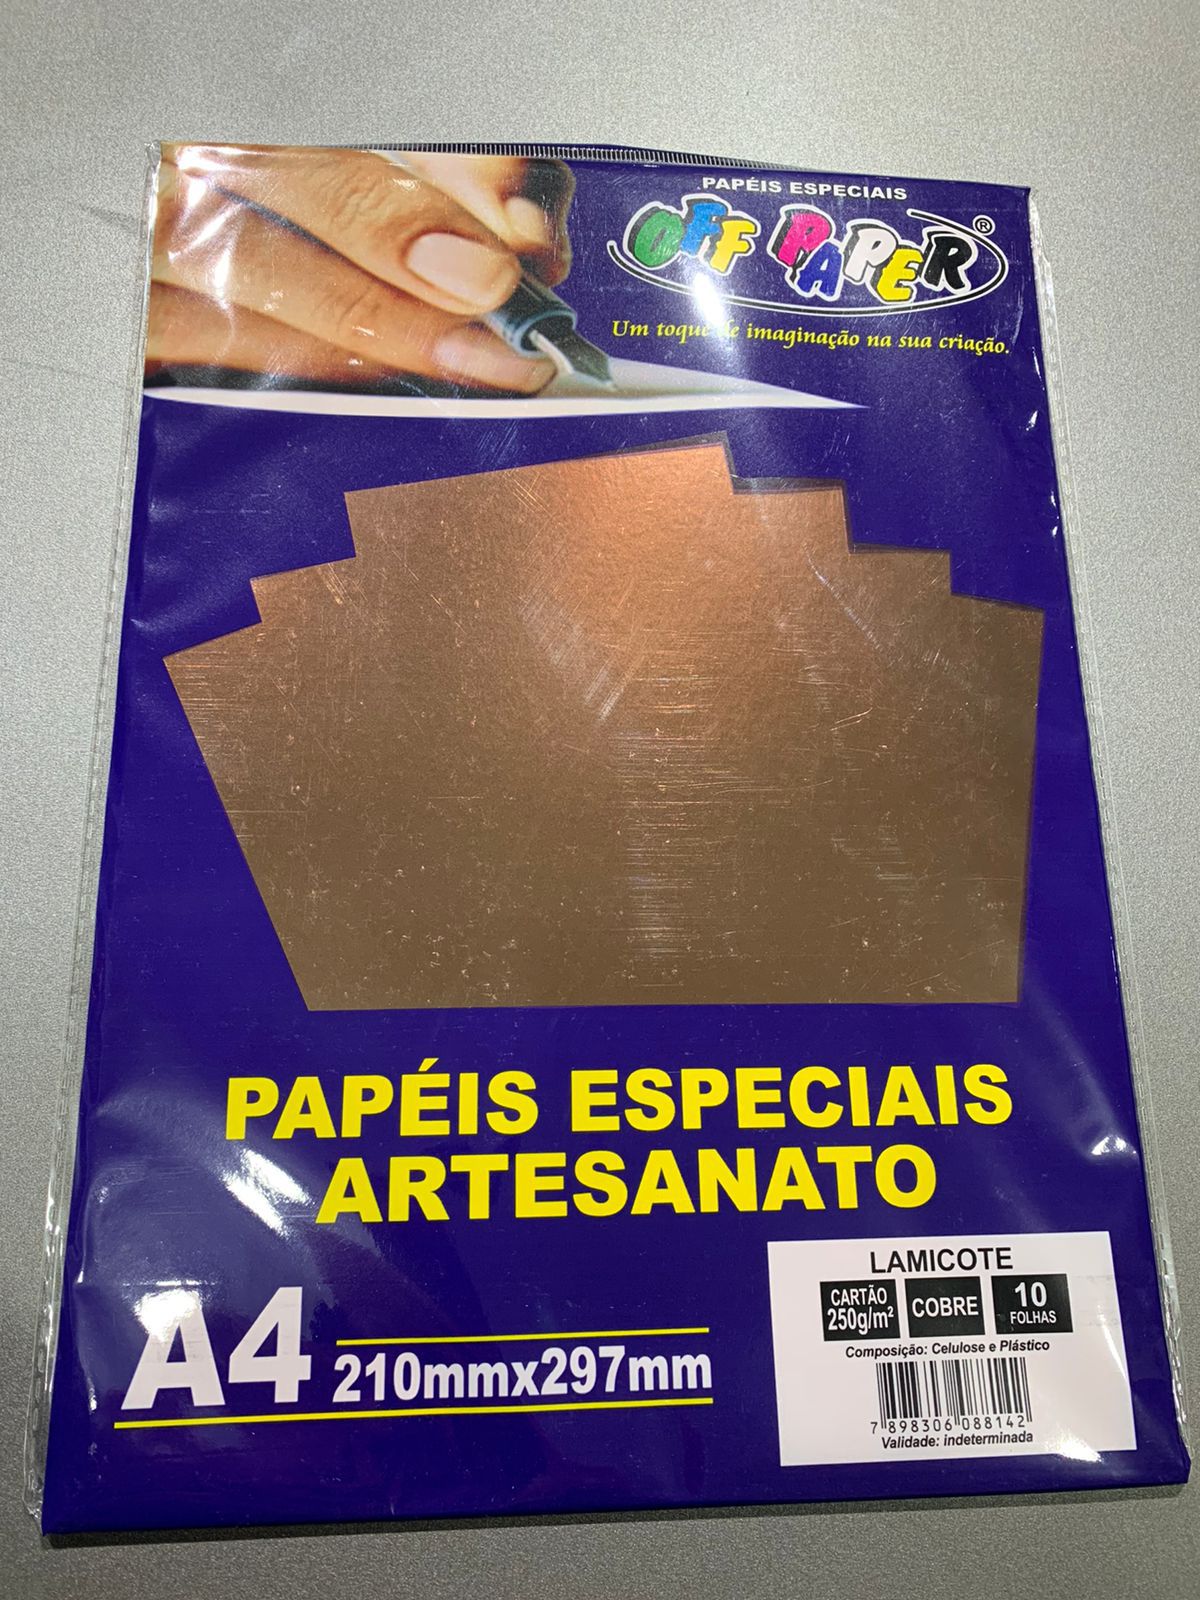 PAPÉIS ESPECIAIS
OFF PAPER®
Um toque de imaginação na sua criação.
PAPÉIS ESPECIAIS
ARTESANATO
A4 210mmx297mm
LAMICOTE
CARTÃO
250g/m²
COBRE
10
FOLHAS
Composição: Celulose e Plástico
7 898306 088142
Validade: indeterminada